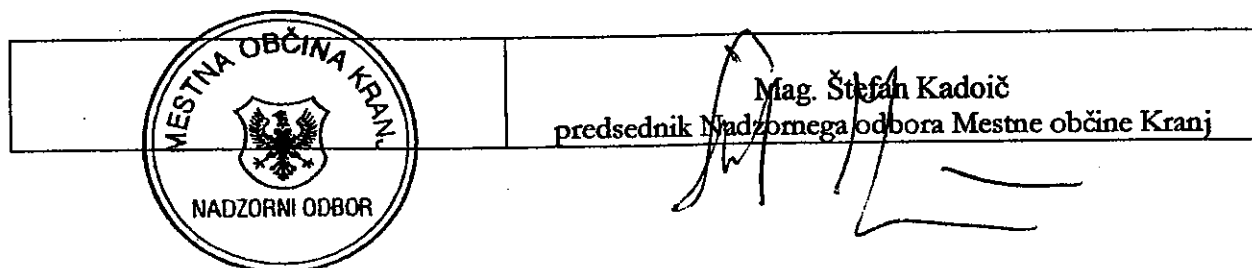 MESTNA OBČINA KRANJ
NADZORNI ODBOR
Mag. Štefan Kadoič
predsednik Nadzornega odbora Mestne občine Kranj